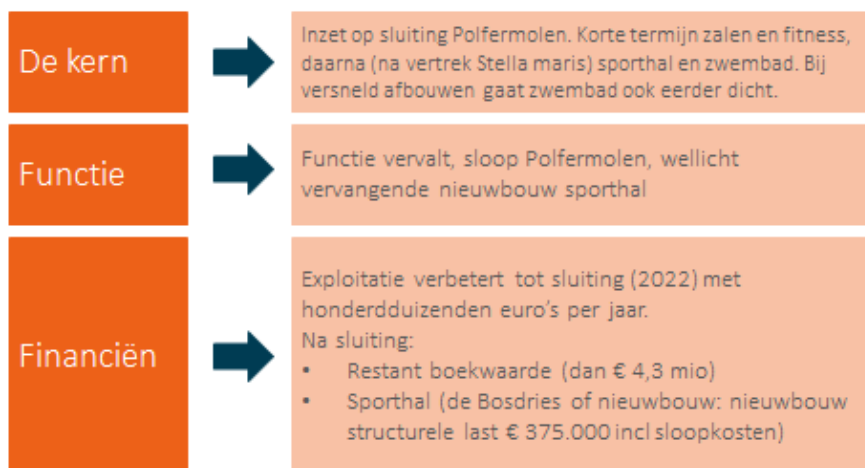 De kern
Inzet op sluiting Polfermolen. Korte termijn zalen en fitness,
daarna (na vertrek Stella maris) sporthal en zwembad. Bij
versneld afbouwen gaat zwembad ook eerder dicht.
Functie
Functie vervalt, sloop Polfermolen, wellicht
vervangende nieuwbouw sporthal
Financiën
Exploitatie verbetert tot sluiting (2022) met
honderdduizenden euro's per jaar.
Na sluiting:
• Restant boekwaarde (dan € 4,3 mio)
• Sporthal (de Bosdries of nieuwbouw: nieuwbouw
structurele last € 375.000 incl sloopkosten)